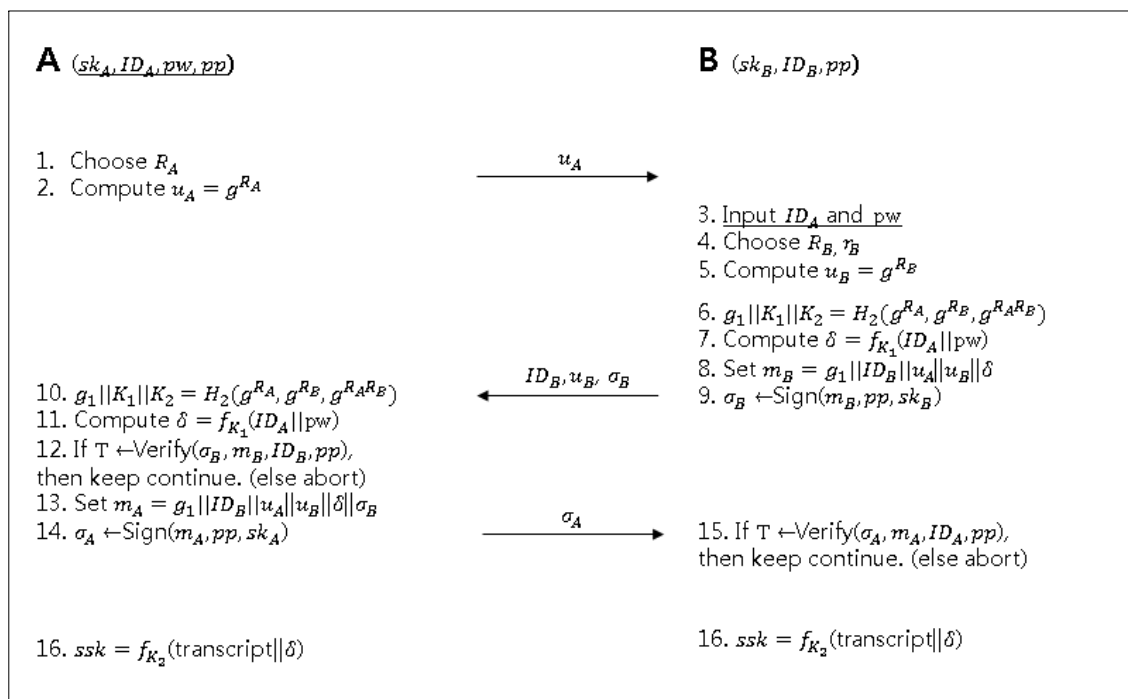 A (sk_A, ID_A, pw, pp)
B (sk_B, ID_B, pp)
1. Choose R_A
2. Compute u_A = g^{R_A}
u_A
3. Input ID_A and pw
4. Choose R_B, r_B
5. Compute u_B = g^{R_B}
6. g_1||K_1||K_2 = H_2(g^{R_A}, g^{R_B}, g^{R_A R_B})
7. Compute δ = f_{K_1}(ID_A||pw)
8. Set m_B = g_1||ID_B||u_A||u_B||δ
9. σ_B ←Sign(m_B, pp, sk_B)
ID_B, u_B, σ_B
10. g_1||K_1||K_2 = H_2(g^{R_A}, g^{R_B}, g^{R_A R_B})
11. Compute δ = f_{K_1}(ID_A||pw)
12. If T ←Verify(σ_B, m_B, ID_B, pp),
then keep continue. (else abort)
13. Set m_A = g_1||ID_B||u_A||u_B||δ||σ_B
14. σ_A ←Sign(m_A, pp, sk_A)
σ_A
15. If T ←Verify(σ_A, m_A, ID_A, pp),
then keep continue. (else abort)
16. ssk = f_{K_2}(transcript||δ)
16. ssk = f_{K_2}(transcript||δ)